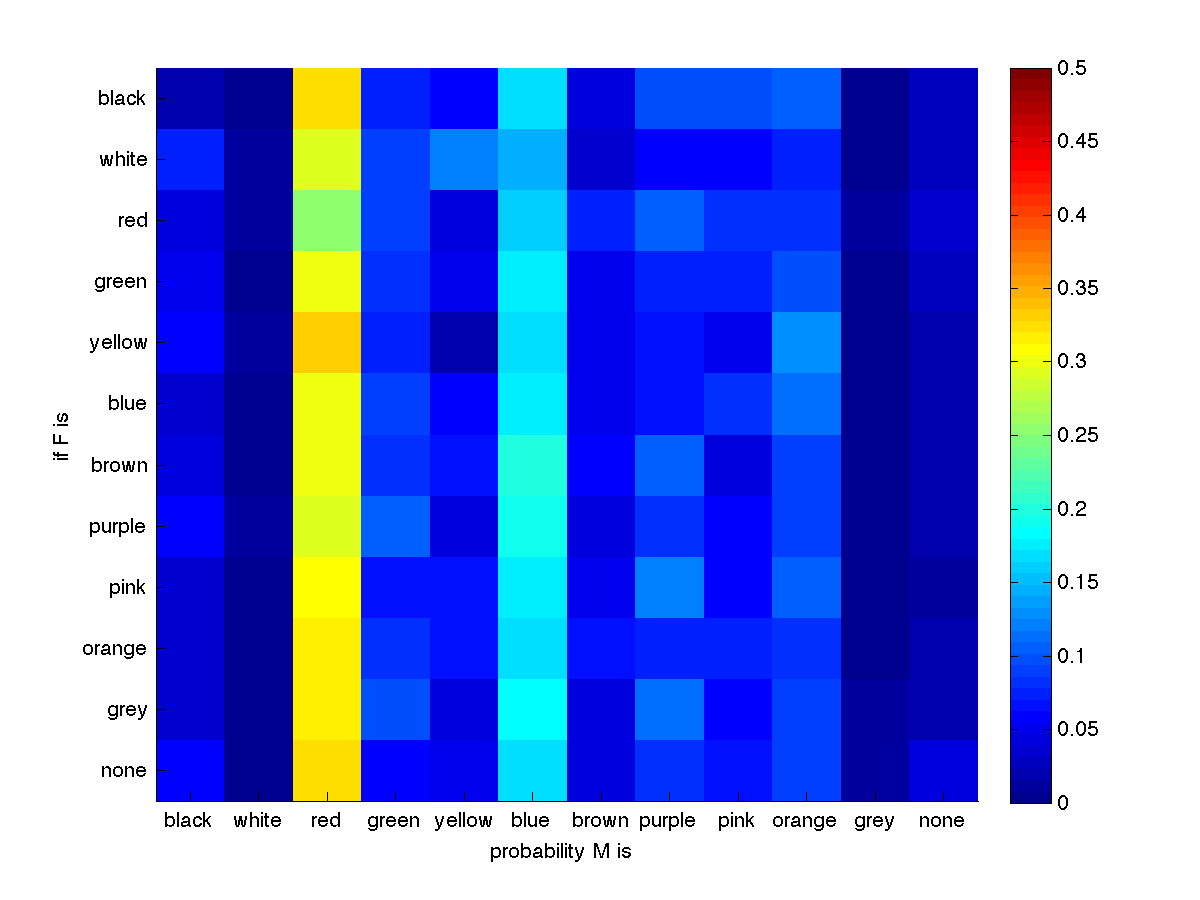 if F is
black
white
red
green
yellow
blue
brown
purple
pink
orange
grey
none
black white red green yellow blue brown purple pink orange grey none
probability M is
0.5
0.45
0.4
0.35
0.3
0.25
0.2
0.15
0.1
0.05
0